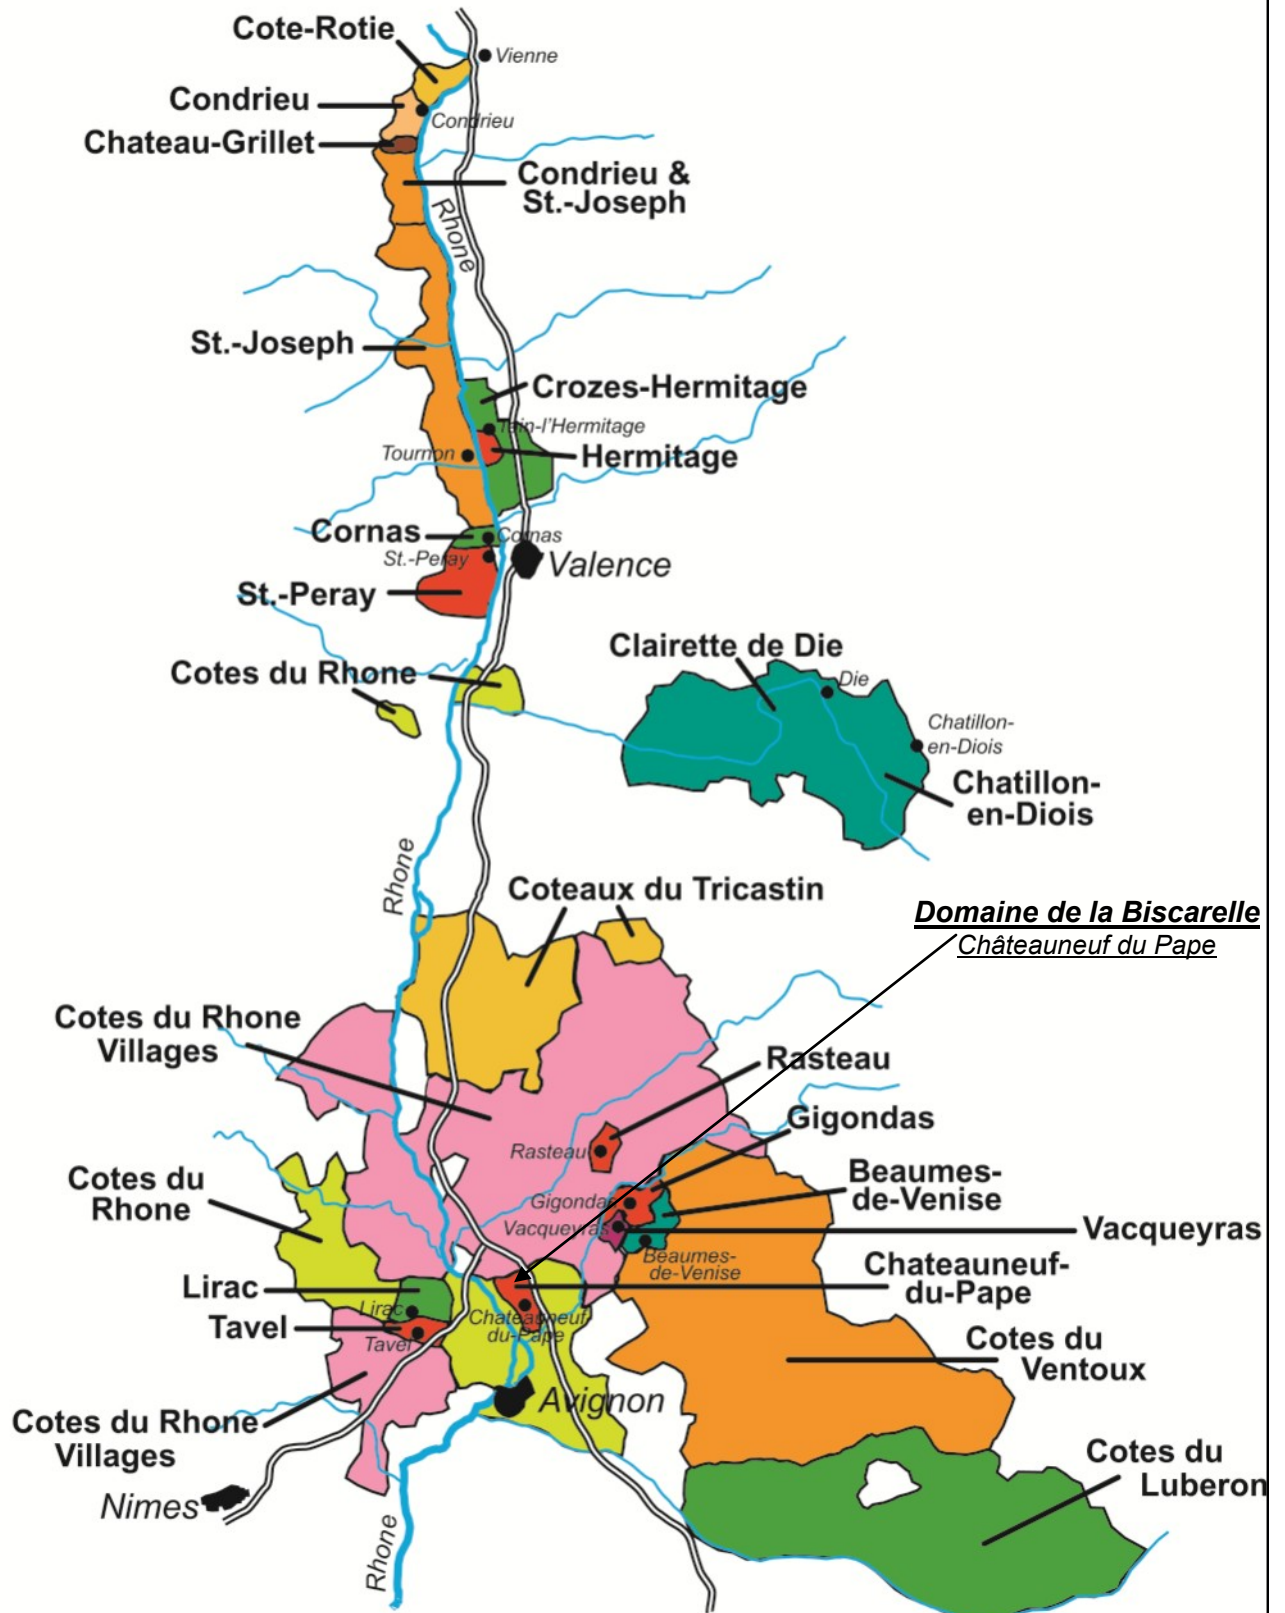 Cote-Rotie
Vienne
Condrieu
Condrieu
Chateau-Grillet
Condrieu &
St.-Joseph
Rhone
St.-Joseph
Crozes-Hermitage
Tain-l'Hermitage
Tournon
Hermitage
Cornas
Cornas
St.-Peray
Valence
St.-Peray
Clairette de Die
Cotes du Rhone
Die
Chatillon-
en-Diois
Chatillon-
en-Diois
Rhone
Coteaux du Tricastin
Domaine de la Biscarelle
Châteauneuf du Pape
Cotes du Rhone
Villages
Rasteau
Gigondas
Rasteau
Cotes du
Rhone
Beaumes-
de-Venise
Gigondas
Vacqueyras
Vacqueyras
Beaumes-
de-Venise
Chateauneuf-
du-Pape
Lirac
Lirac
Tavel
Tavel
Chateauneuf-
du-Pape
Cotes du
Ventoux
Avignon
Cotes du Rhone
Villages
Cotes du
Luberon
Nimes
Rhone